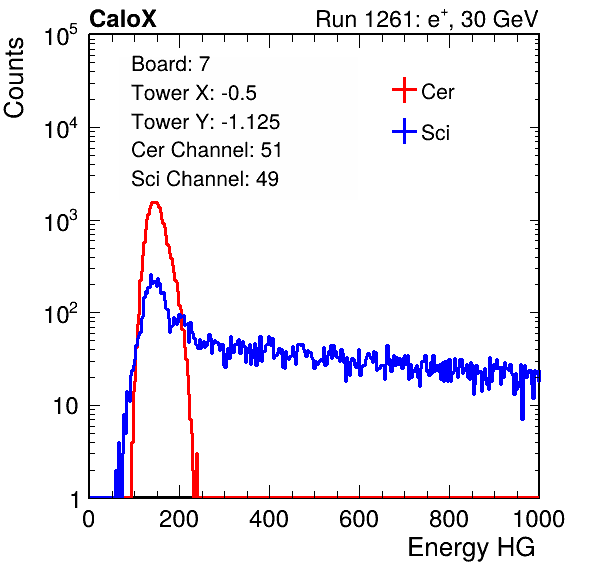 CaloX Run 1261: e⁺, 30 GeV
Counts
Board: 7
Tower X: -0.5
Tower Y: -1.125
Cer Channel: 51
Sci Channel: 49
Cer
Sci
10⁵
10⁴
10³
10²
10
1
0 200 400 600 800 1000
Energy HG